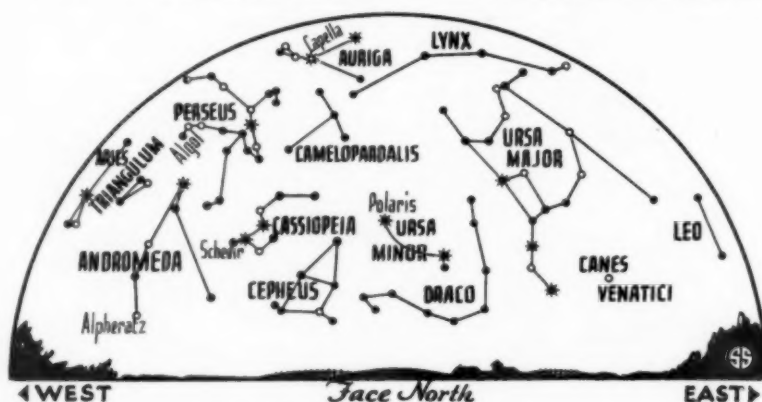 Capella
AURIGA
LYNX
PERSEUS
Algol
ARIES
TRIANGULUM
CAMELOPARDALIS
URSA
MAJOR
Polaris
CASSIOPEIA
URSA
MINOR
Schedir
LEO
ANDROMEDA
CEPHEUS
DRACO
CANES
VENATICI
Alpheratz
SS
WEST
Face North
EAST